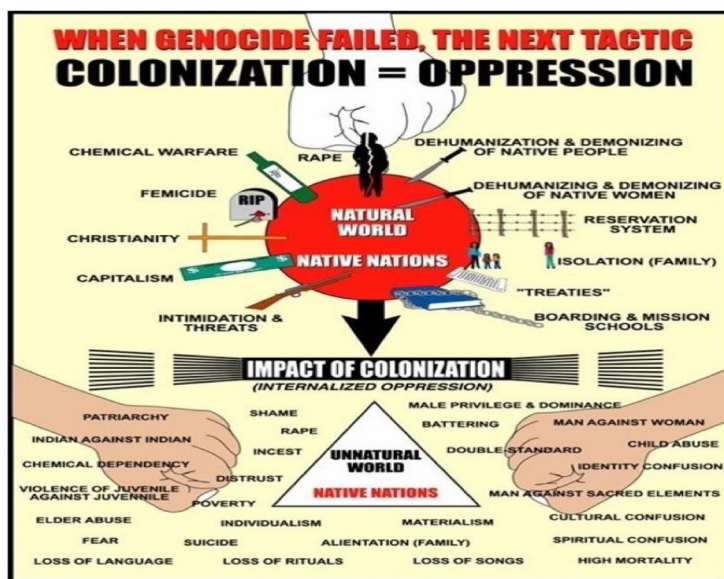 WHEN GENOCIDE FAILED, THE NEXT TACTIC
COLONIZATION = OPPRESSION
CHEMICAL WARFARE
RAPE
DEHUMANIZATION & DEMONIZING
OF NATIVE PEOPLE
FEMICIDE
RIP
DEHUMANIZING & DEMONIZING
OF NATIVE WOMEN
NATURAL
WORLD
NATIVE NATIONS
RESERVATION
SYSTEM
CHRISTIANITY
ISOLATION (FAMILY)
CAPITALISM
$ $
"TREATIES"
INTIMIDATION &
THREATS
BOARDING & MISSION
SCHOOLS
IMPACT OF COLONIZATION
(INTERNALIZED OPPRESSION)
PATRIARCHY
SHAME
MALE PRIVILEGE & DOMINANCE
RAPE
BATTERING
MAN AGAINST WOMAN
INDIAN AGAINST INDIAN
INCEST
UNNATURAL
WORLD
NATIVE NATIONS
DOUBLE-STANDARD
CHILD ABUSE
CHEMICAL DEPENDENCY
DISTRUST
IDENTITY CONFUSION
VIOLENCE OF JUVENILE
AGAINST JUVENNILE
POVERTY
MAN AGAINST SACRED ELEMENTS
ELDER ABUSE
INDIVIDUALISM
MATERIALISM
CULTURAL CONFUSION
FEAR
SUICIDE
ALIENTATION (FAMILY)
SPIRITUAL CONFUSION
LOSS OF LANGUAGE
LOSS OF RITUALS
LOSS OF SONGS
HIGH MORTALITY